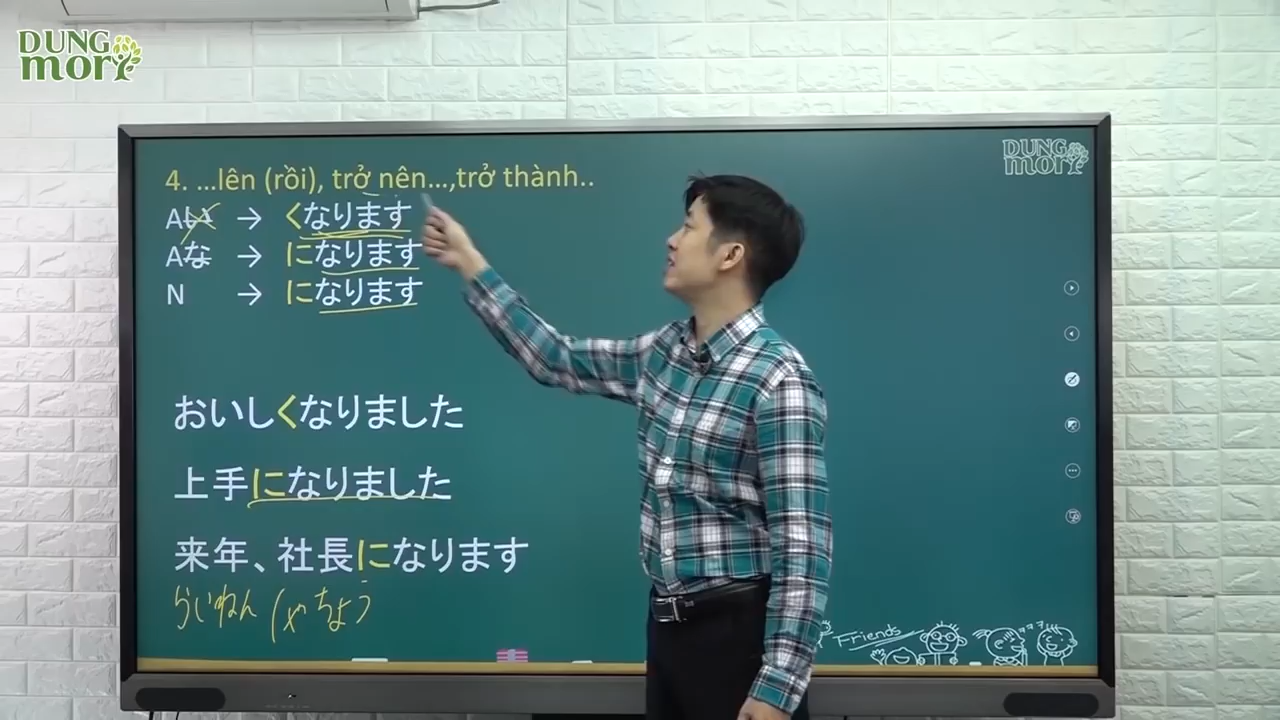 DUNG
mori
DUNG
mori
4. ...lên (rồi), trở nên...,trở thành..
Aい → くなります
Aな → になります
N → になります
おいしくなりました
上手になりました
来年、社長になります
らいねん しゃちょう
Friends